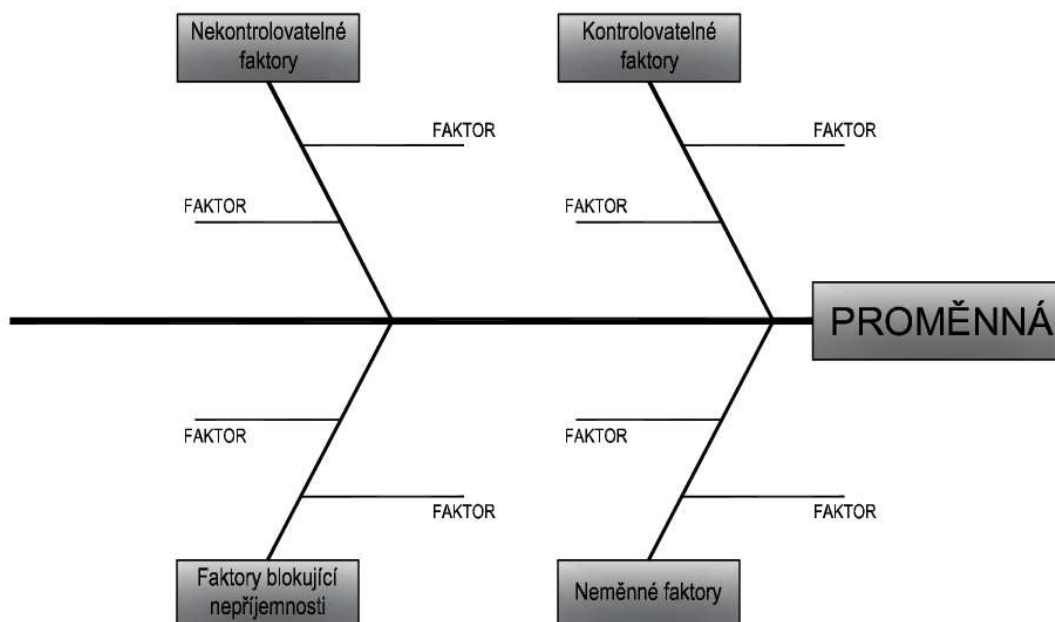 Nekontrolovatelné
faktory
Kontrolovatelné
faktory
FAKTOR
FAKTOR
FAKTOR
FAKTOR
PROMĚNNÁ
FAKTOR
FAKTOR
FAKTOR
FAKTOR
Faktory blokující
nepříjemnosti
Neměnné faktory